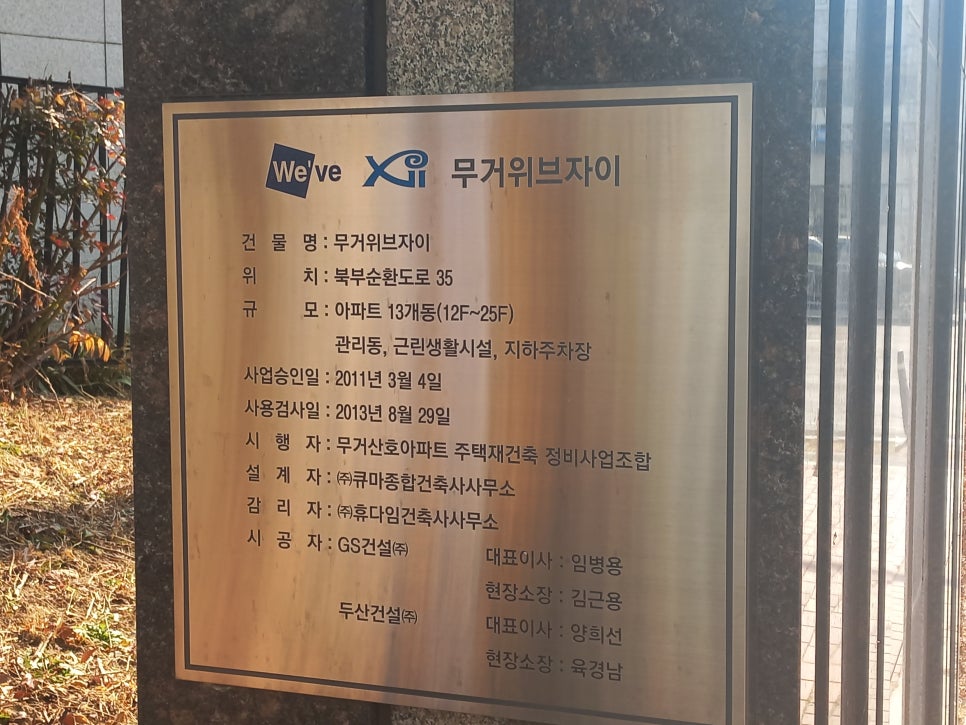 We've Xii 무거위브자이
건 물 명 : 무거위브자이
위 치 : 북부순환도로 35
규 모 : 아파트 13개동(12F~25F)
관리동, 근린생활시설, 지하주차장
사업승인일 : 2011년 3월 4일
사용검사일 : 2013년 8월 29일
시 행 자 : 무거산호아파트 주택재건축 정비사업조합
설 계 자 : ㈜큐마종합건축사사무소
감 리 자 : ㈜휴다임건축사사무소
시 공 자 : GS건설㈜ 대표이사 : 임병용
현장소장 : 김근용
두산건설㈜ 대표이사 : 양희선
현장소장 : 육경남